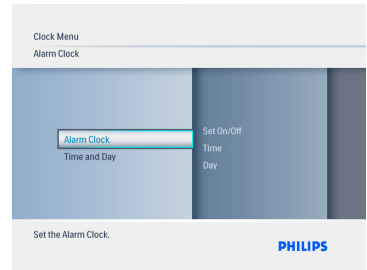 Clock Menu
Alarm Clock
Alarm Clock
Time and Day
Set On/Off
Time
Day
Set the Alarm Clock.
PHILIPS